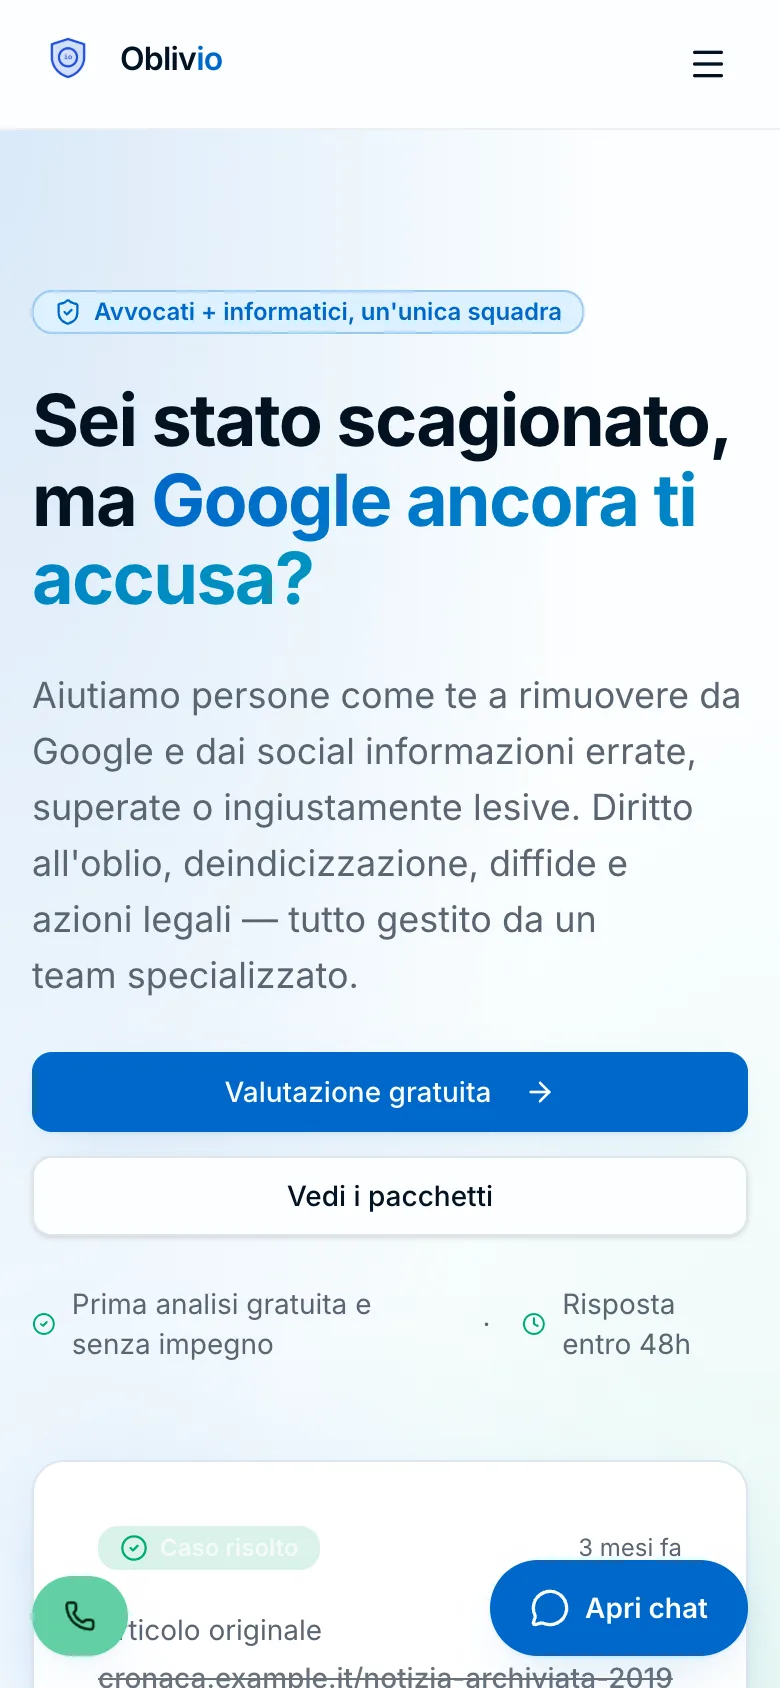 Oblivio
Avvocati + informatici, un'unica squadra
Sei stato scagionato,
ma Google ancora ti
accusa?
Aiutiamo persone come te a rimuovere da
Google e dai social informazioni errate,
superate o ingiustamente lesive. Diritto
all'oblio, deindicizzazione, diffide e
azioni legali — tutto gestito da un
team specializzato.
Valutazione gratuita
Vedi i pacchetti
Prima analisi gratuita e
senza impegno
·
Risposta
entro 48h
Caso risolto
3 mesi fa
Apri chat
rticolo originale
cronaca.example.it/notizia-archiviata-2019